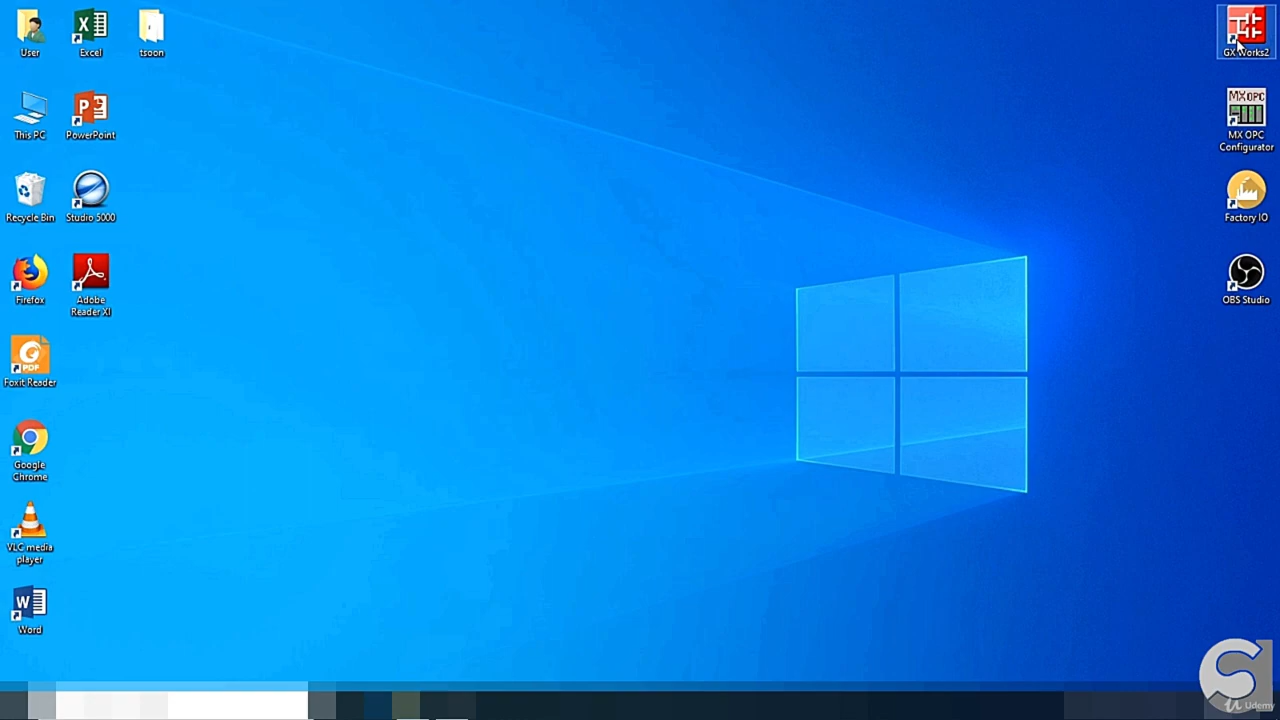 User
Excel
tsoon
GX Works2
This PC
PowerPoint
MX OPC
MX OPC
Configurator
Recycle Bin
Studio 5000
Factory IO
Firefox
Adobe
Reader XI
OBS Studio
PDF
Foxit Reader
Google
Chrome
VLC media
player
Word
Udemy